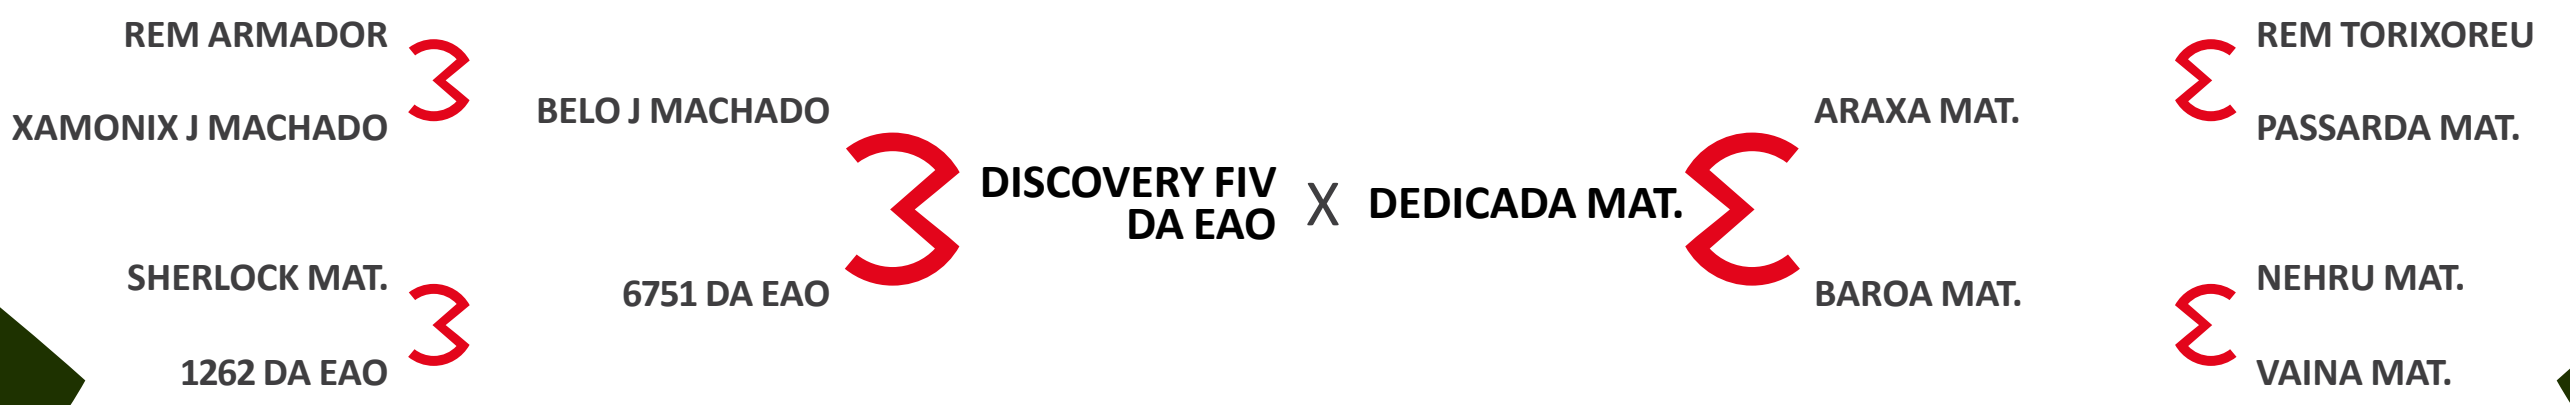 REM ARMADOR
XAMONIX J MACHADO
BELO J MACHADO
SHERLOCK MAT.
1262 DA EAO
6751 DA EAO
DISCOVERY FIV
DA EAO
X
DEDICADA MAT.
ARAXA MAT.
BAROA MAT.
REM TORIXOREU
PASSARDA MAT.
NEHRU MAT.
VAINA MAT.